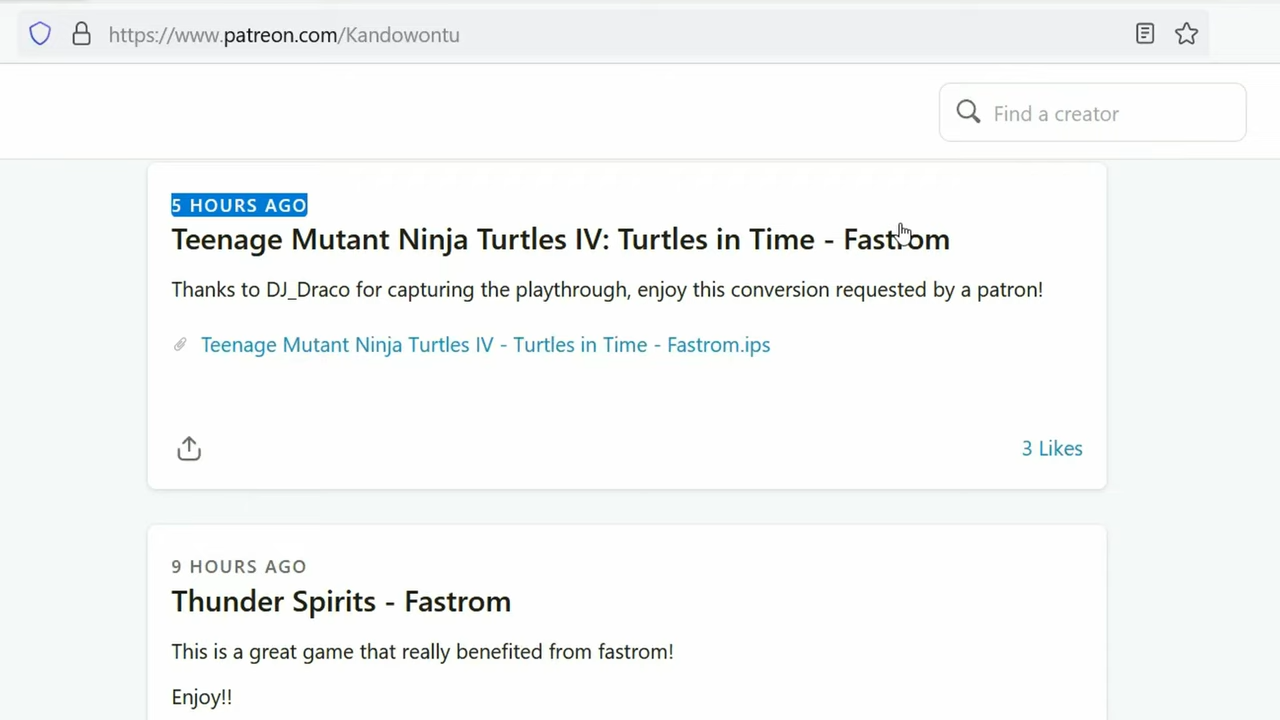 https://www.patreon.com/Kandowontu
Find a creator
5 HOURS AGO
Teenage Mutant Ninja Turtles IV: Turtles in Time - Fastrom
Thanks to DJ_Draco for capturing the playthrough, enjoy this conversion requested by a patron!
Teenage Mutant Ninja Turtles IV - Turtles in Time - Fastrom.ips
3 Likes
9 HOURS AGO
Thunder Spirits - Fastrom
This is a great game that really benefited from fastrom!
Enjoy!!